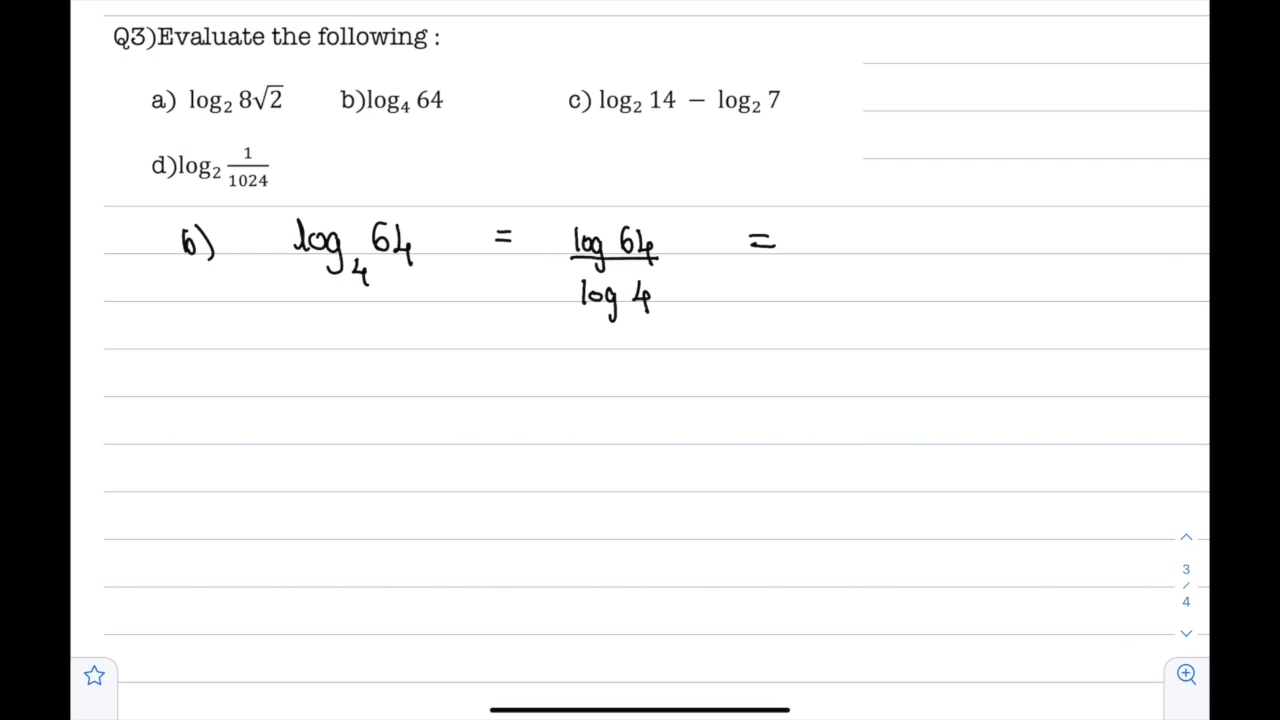 Q3)Evaluate the following :
a) log₂ 8√2 b)log₄ 64 c) log₂ 14 − log₂ 7
d)log₂ 1/1024
b) log₄ 64 = log 64 / log 4 =
3
/
4